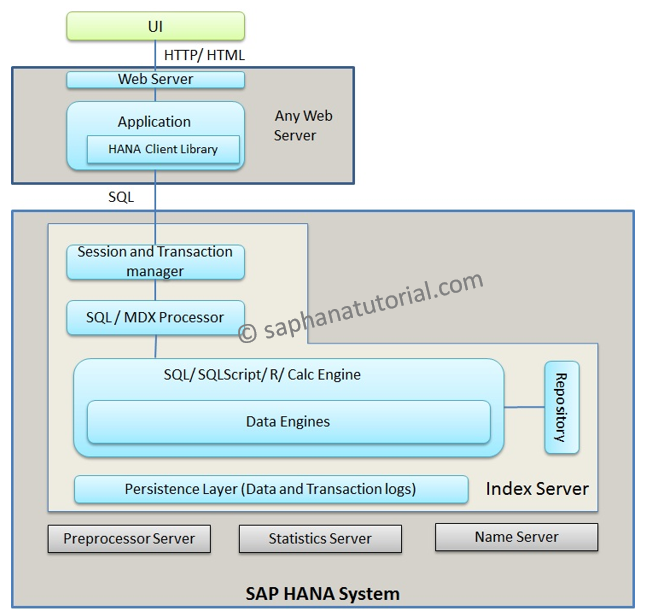 UI
HTTP/ HTML
Web Server
Application
HANA Client Library
Any Web
Server
SQL
Session and Transaction
manager
SQL / MDX Processor
© saphanatutorial.com
SQL/ SQLScript/ R/ Calc Engine
Data Engines
Repository
Persistence Layer (Data and Transaction logs)
Index Server
Preprocessor Server
Statistics Server
Name Server
SAP HANA System